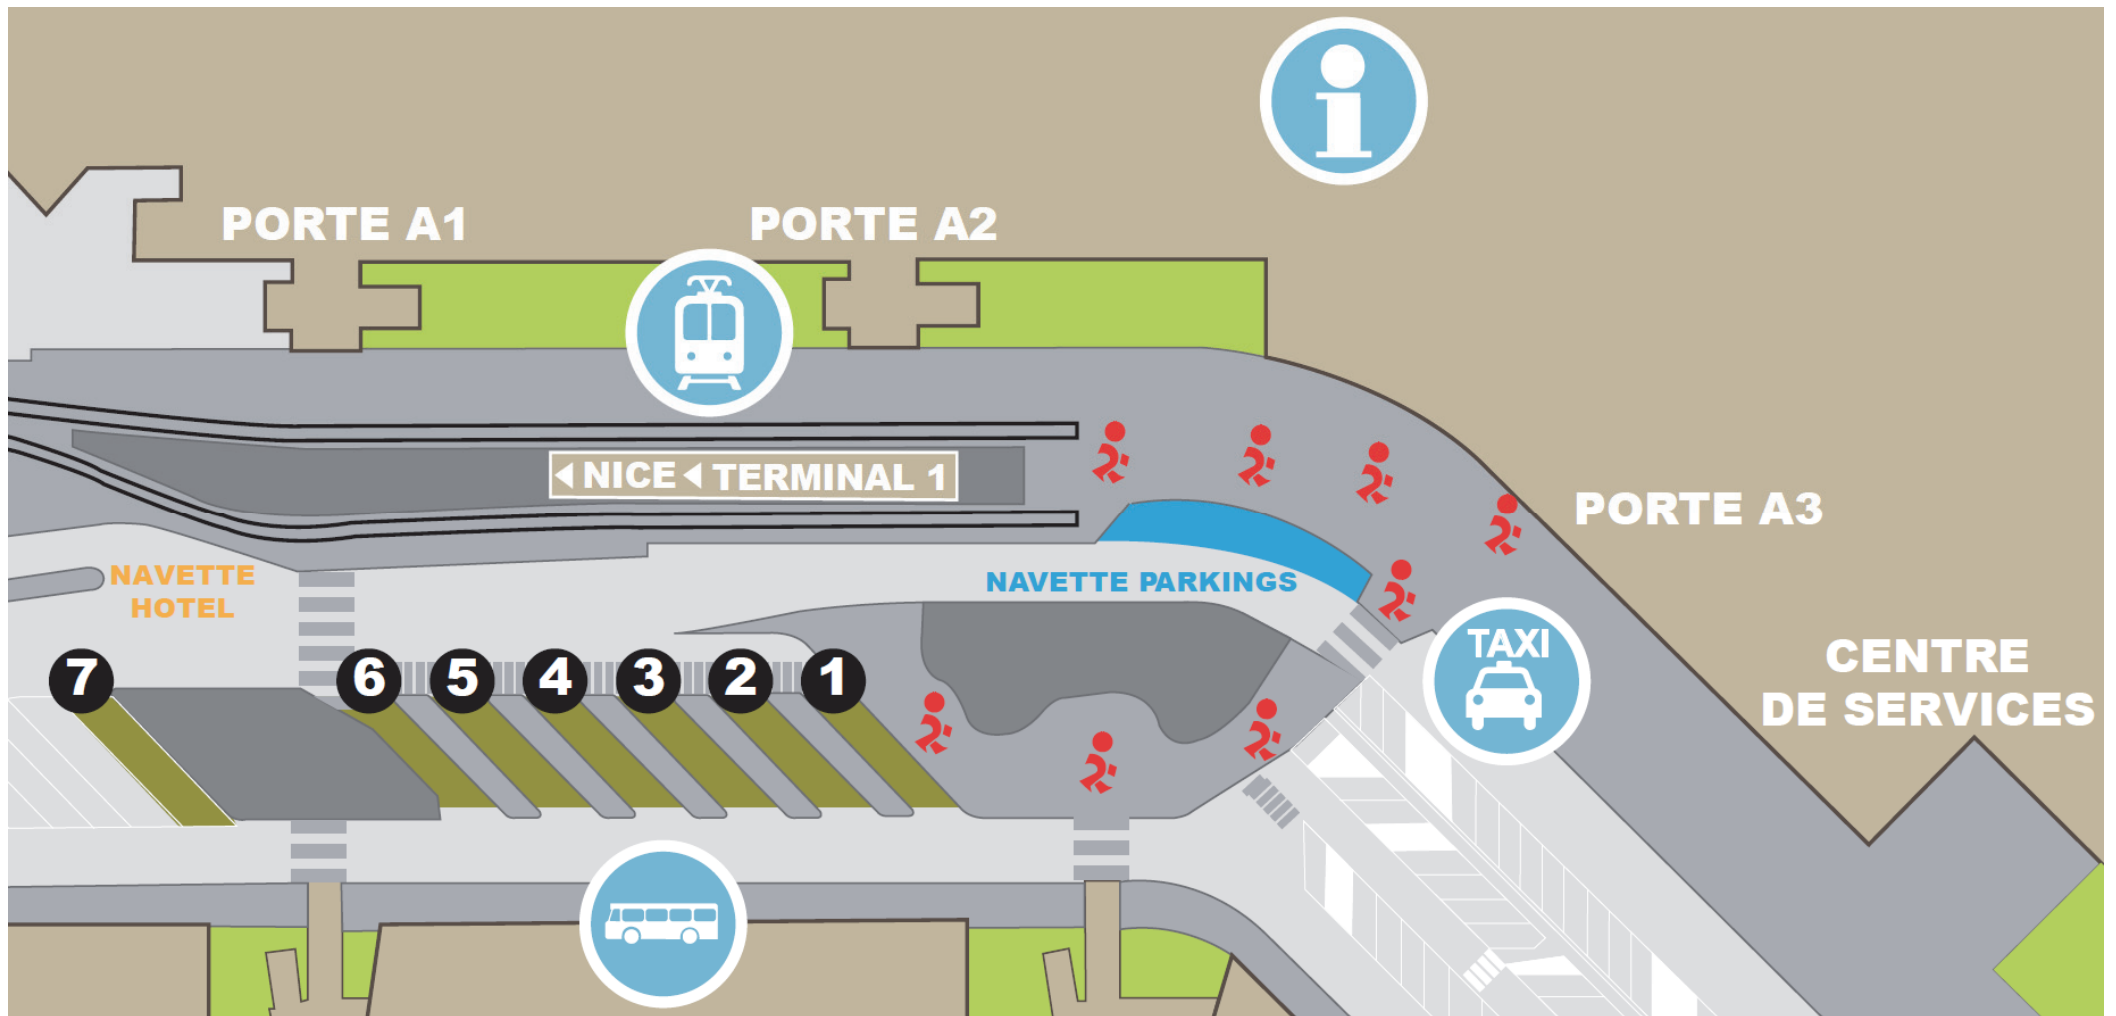 PORTE A1
PORTE A2
NICE TERMINAL 1
PORTE A3
NAVETTE
HOTEL
NAVETTE PARKINGS
TAXI
CENTRE
DE SERVICES
7
6
5
4
3
2
1